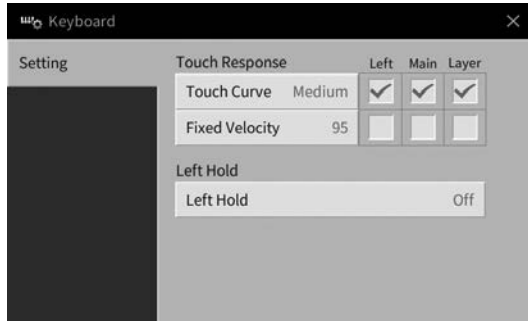 Keyboard
Setting
Touch Response Left Main Layer
Touch Curve Medium
Fixed Velocity 95
Left Hold
Left Hold Off